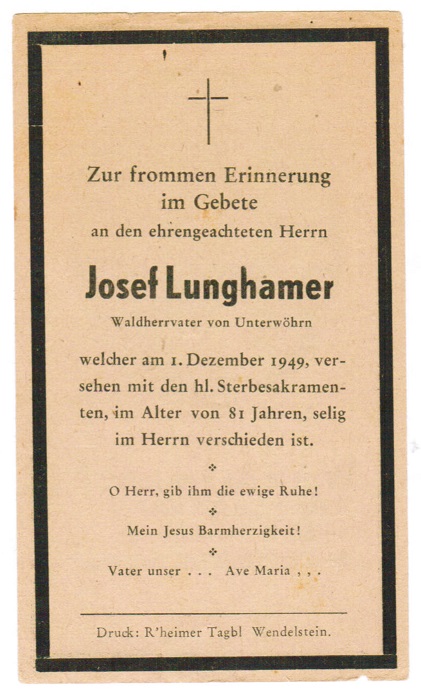 Zur frommen Erinnerung
im Gebete
an den ehrengeachteten Herrn
Josef Lunghamer
Waldherrvater von Unterwöhrn
welcher am 1. Dezember 1949, ver-
sehen mit den hl. Sterbesakramen-
ten, im Alter von 81 Jahren, selig
im Herrn verschieden ist.
O Herr, gib ihm die ewige Ruhe!
Mein Jesus Barmherzigkeit!
Vater unser . . . Ave Maria , , .
Druck: R'heimer Tagbl Wendelstein.